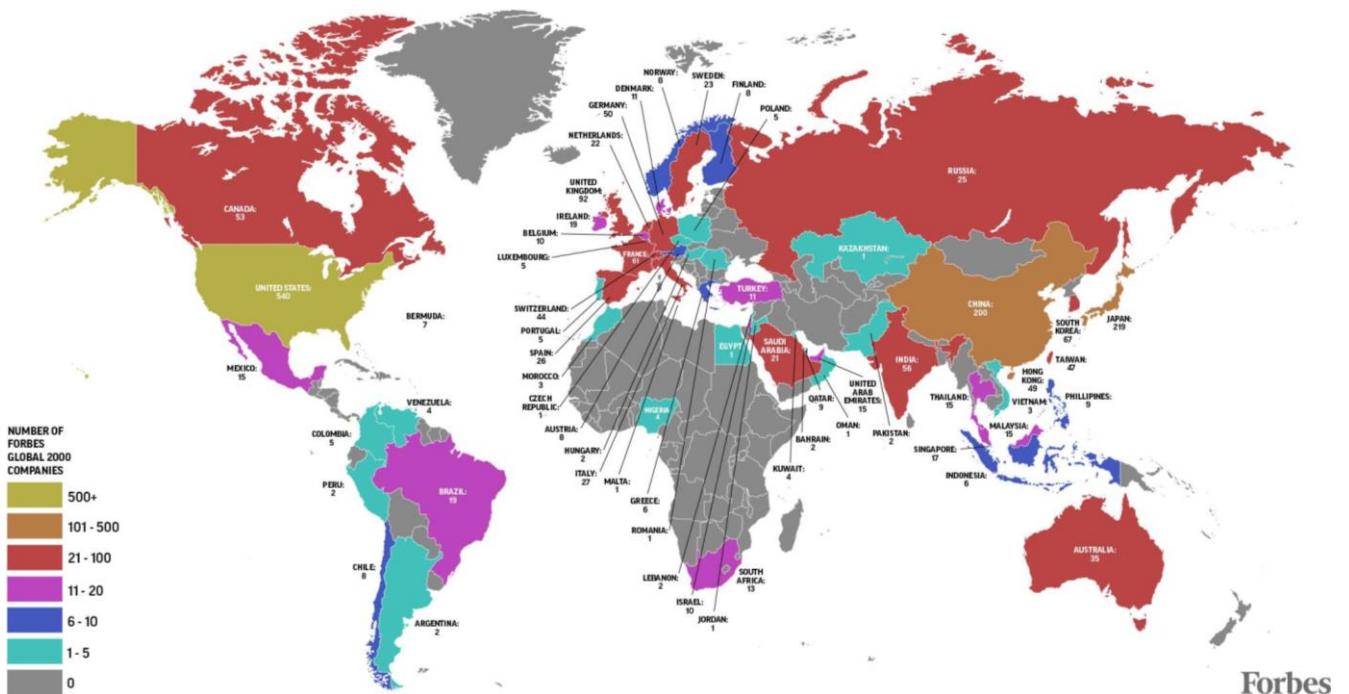 NORWAY:
8
SWEDEN:
23
DENMARK:
11
FINLAND:
8
GERMANY:
50
POLAND:
5
NETHERLANDS:
22
UNITED
KINGDOM:
92
IRELAND:
19
BELGIUM:
10
LUXEMBOURG:
5
FRANCE:
61
RUSSIA:
25
CANADA:
53
KAZAKHSTAN:
1
UNITED STATES:
540
BERMUDA:
7
SWITZERLAND:
44
PORTUGAL:
5
SPAIN:
26
MOROCCO:
3
CZECH
REPUBLIC:
1
AUSTRIA:
8
HUNGARY:
2
ITALY:
27
MALTA:
1
GREECE:
6
ROMANIA:
1
LEBANON:
2
ISRAEL:
10
JORDAN:
1
TURKEY:
11
EGYPT
1
SAUDI
ARABIA:
21
NIGERIA
4
SOUTH
AFRICA:
13
KUWAIT:
4
BAHRAIN:
2
QATAR:
9
UNITED
ARAB
EMIRATES:
15
OMAN:
1
PAKISTAN:
2
INDIA:
56
CHINA:
200
SOUTH
KOREA:
67
JAPAN:
219
TAIWAN:
47
HONG
KONG:
49
THAILAND:
15
VIETNAM:
3
PHILLIPINES:
9
MALAYSIA:
15
SINGAPORE:
17
INDONESIA:
6
AUSTRALIA:
35
MEXICO:
15
VENEZUELA:
4
COLOMBIA:
5
PERU:
2
BRAZIL:
19
CHILE:
8
ARGENTINA:
2
NUMBER OF
FORBES
GLOBAL 2000
COMPANIES
500+
101 - 500
21 - 100
11 - 20
6 - 10
1 - 5
0
Forbes